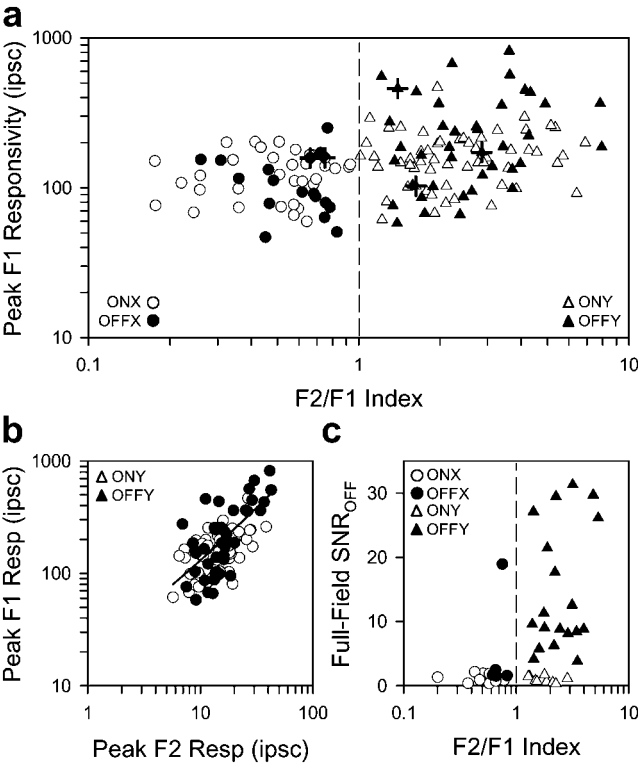 a
Peak F1 Responsivity (ipsc)
1000
100
10
ONX
OFFX
ONY
OFFY
0.1
1
10
F2/F1 Index
b
Peak F1 Resp (ipsc)
1000
100
10
ONY
OFFY
1
10
100
Peak F2 Resp (ipsc)
c
Full-Field SNR_OFF
30
20
10
0
ONX
OFFX
ONY
OFFY
0.1
1
10
F2/F1 Index